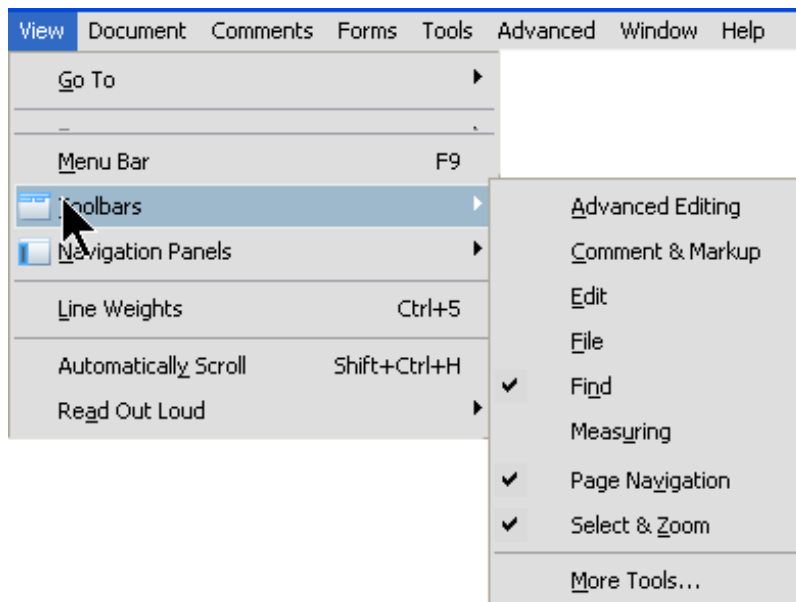 View Document Comments Forms Tools Advanced Window Help
Go To
Menu Bar F9
Toolbars
Navigation Panels
Line Weights Ctrl+5
Automatically Scroll Shift+Ctrl+H
Read Out Loud
Advanced Editing
Comment & Markup
Edit
File
Find
Measuring
Page Navigation
Select & Zoom
More Tools...